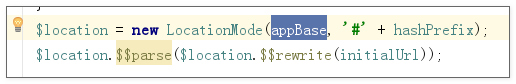 }
$location = new LocationMode(appBase, '#' + hashPrefix);
$location.$$parse($location.$$rewrite(initialUrl));